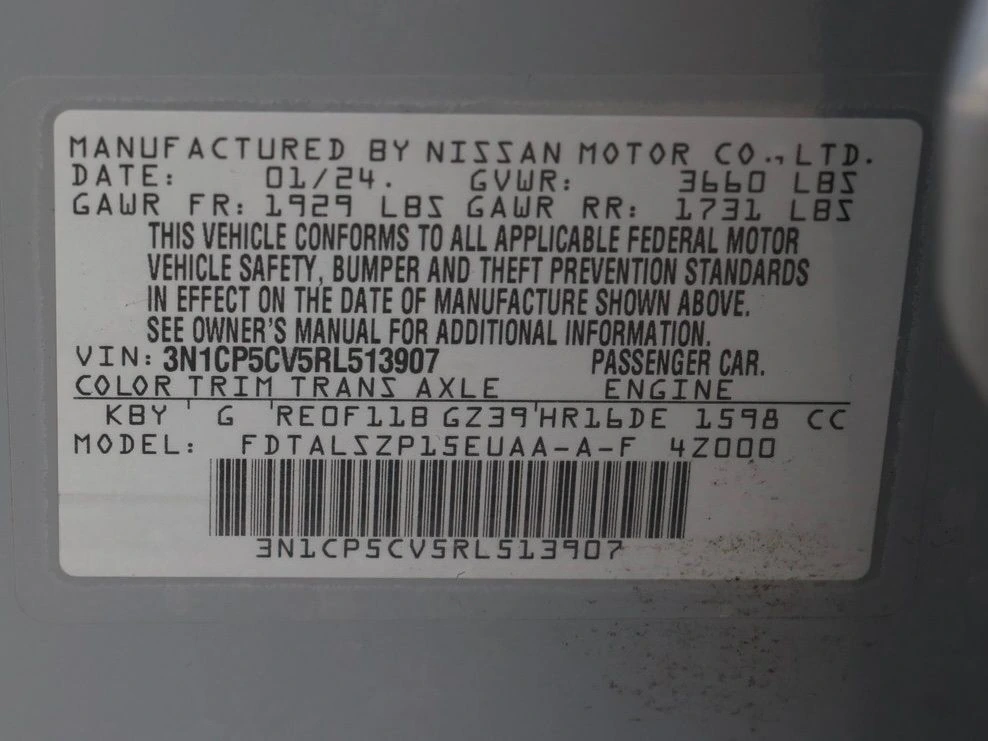 MANUFACTURED BY NISSAN MOTOR CO., LTD.
DATE: 01/24. GVWR: 3660 LBS
GAWR FR: 1929 LBS GAWR RR: 1731 LBS
THIS VEHICLE CONFORMS TO ALL APPLICABLE FEDERAL MOTOR
VEHICLE SAFETY, BUMPER AND THEFT PREVENTION STANDARDS
IN EFFECT ON THE DATE OF MANUFACTURE SHOWN ABOVE.
SEE OWNER'S MANUAL FOR ADDITIONAL INFORMATION.
VIN: 3N1CP5CV5RL513907 PASSENGER CAR.
COLOR TRIM TRANS AXLE ENGINE
KBY ' G 'RE0F11B GZ39'HR16DE 1598 CC
MODEL: FDTALSZP15EUAA-A-F 4Z000
3N1CP5CV5RL513907